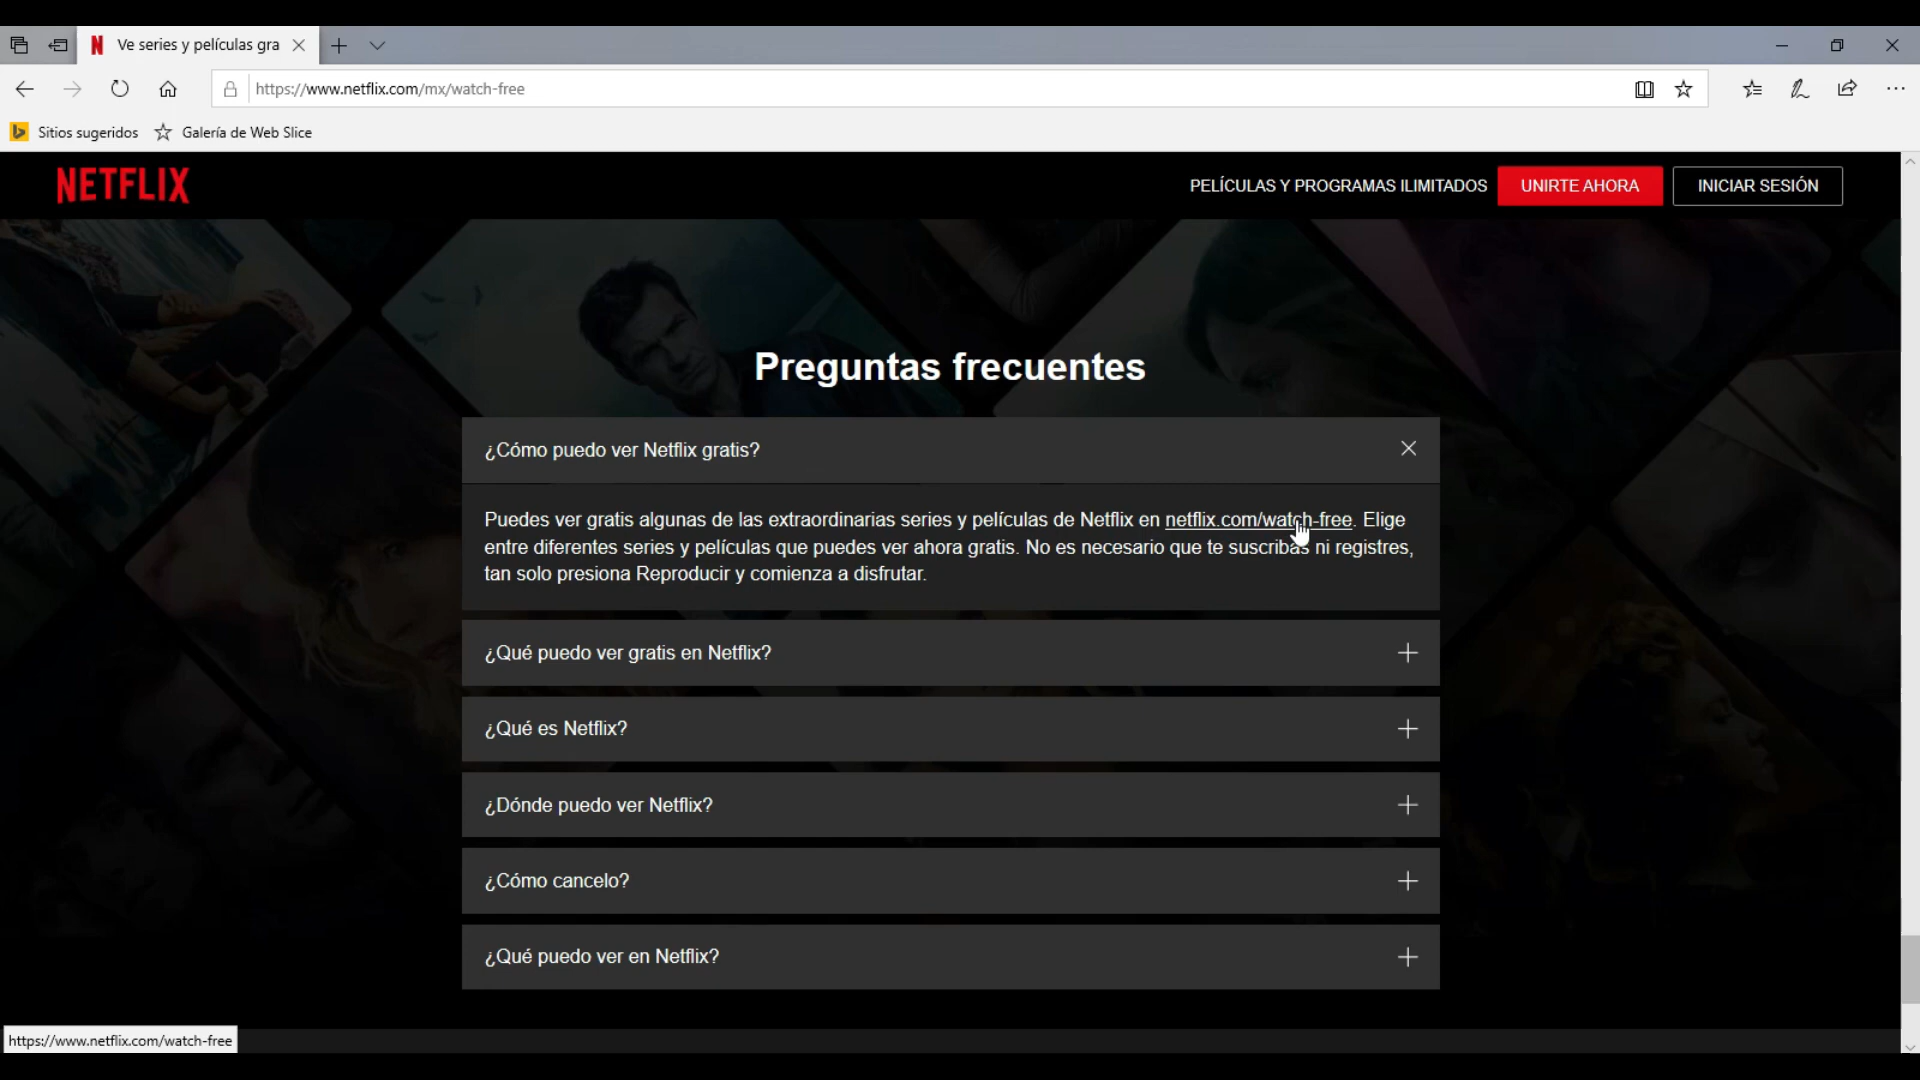 Ve series y películas gra
https://www.netflix.com/mx/watch-free
Sitios sugeridos
Galería de Web Slice
NETFLIX
PELÍCULAS Y PROGRAMAS ILIMITADOS
UNIRTE AHORA
INICIAR SESIÓN
Preguntas frecuentes
¿Cómo puedo ver Netflix gratis?
Puedes ver gratis algunas de las extraordinarias series y películas de Netflix en netflix.com/watch-free. Elige
entre diferentes series y películas que puedes ver ahora gratis. No es necesario que te suscribas ni registres,
tan solo presiona Reproducir y comienza a disfrutar.
¿Qué puedo ver gratis en Netflix?
¿Qué es Netflix?
¿Dónde puedo ver Netflix?
¿Cómo cancelo?
¿Qué puedo ver en Netflix?
https://www.netflix.com/watch-free